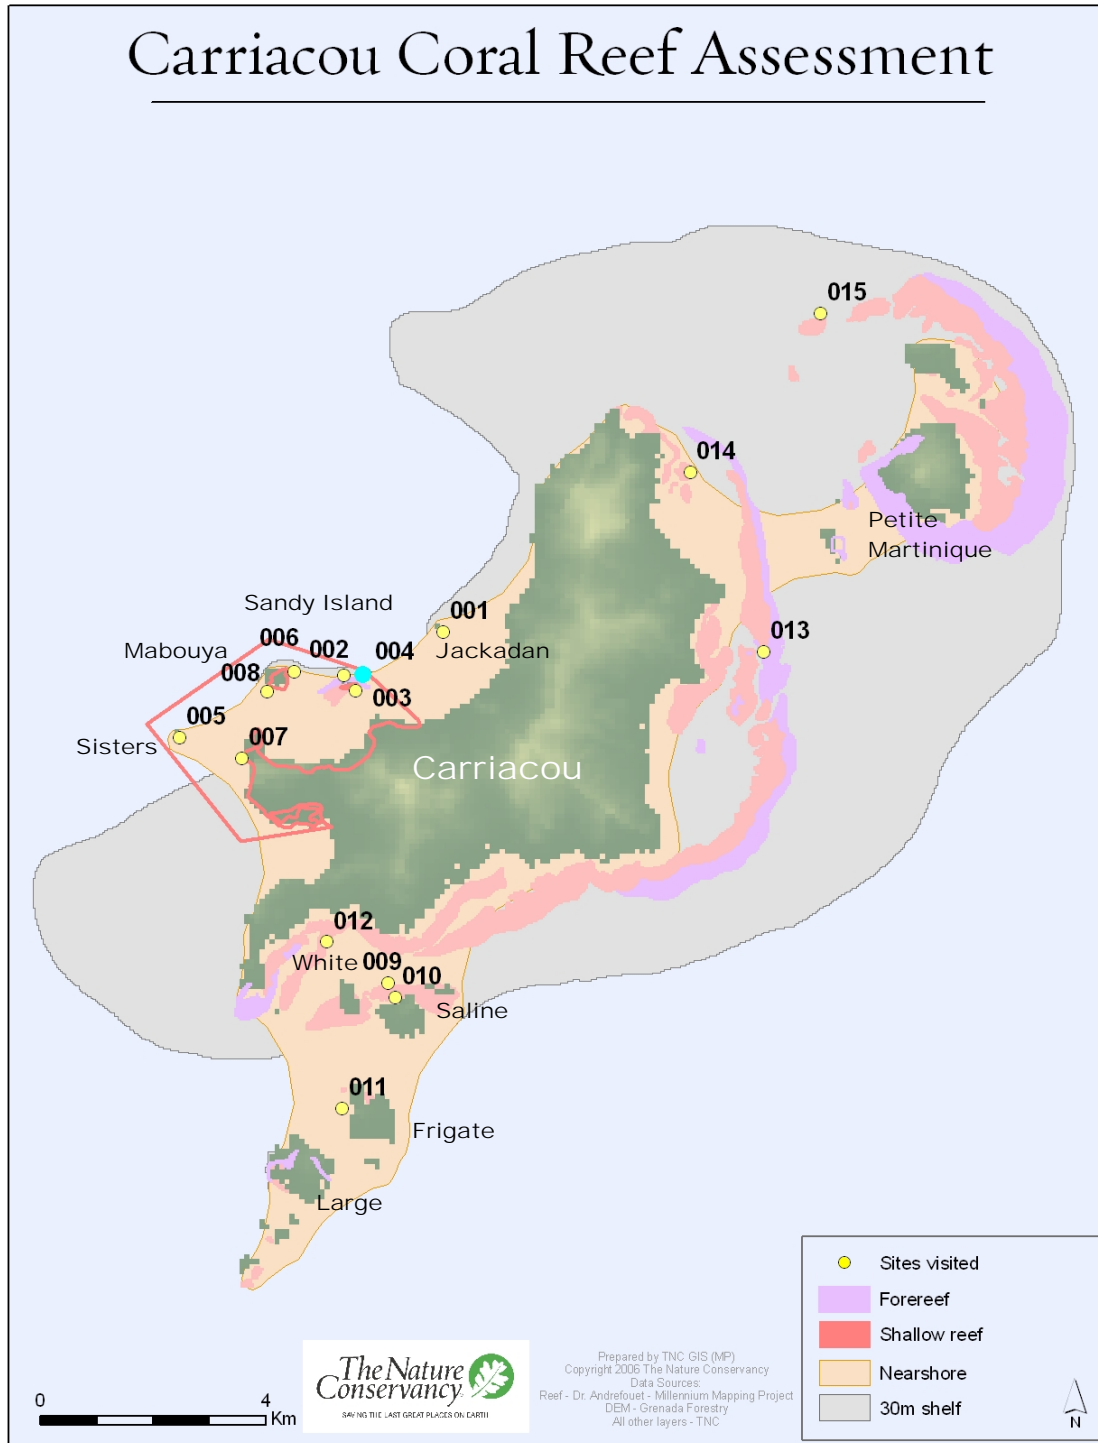 Carriacou Coral Reef Assessment
015
014
Petite
Martinique
Sandy Island
001
Jackadan
013
Mabouya
006
002
004
008
003
005
Sisters
007
Carriacou
012
White
009
010
Saline
011
Frigate
Large
Sites visited
Forereef
Shallow reef
Nearshore
30m shelf
0
4
Km
The Nature
Conservancy
SAVING THE LAST GREAT PLACES ON EARTH
Prepared by TNC GIS (MP)
Copyright 2006 The Nature Conservancy
Data Sources:
Reef - Dr. Andrefouet - Millennium Mapping Project
DEM - Grenada Forestry
All other layers - TNC
N